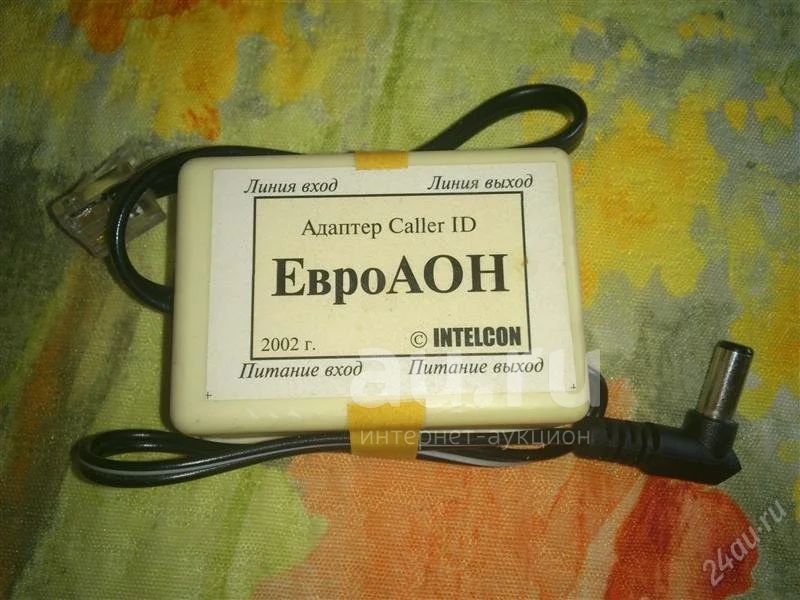 Линия вход Линия выход
Адаптер Caller ID
ЕвроАОН
2002 г. © INTELCON
Питание вход Питание выход
au.ru
интернет-аукцион
24au.ru